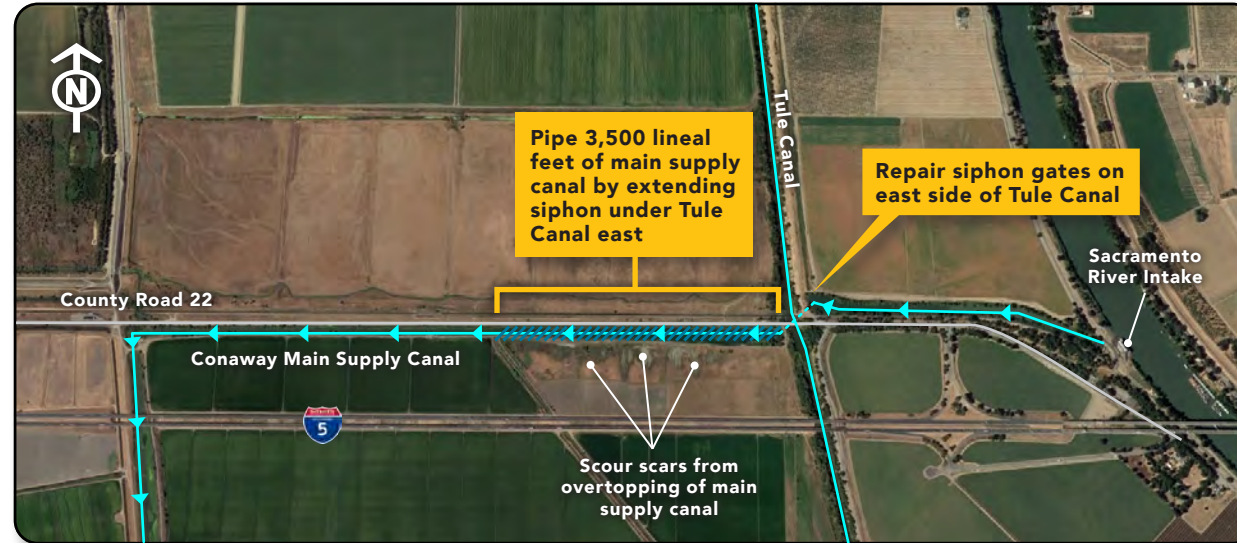 N
Pipe 3,500 lineal
feet of main supply
canal by extending
siphon under Tule
Canal east
Tule Canal
Repair siphon gates on
east side of Tule Canal
Sacramento
River Intake
County Road 22
Conaway Main Supply Canal
5
Scour scars from
overtopping of main
supply canal